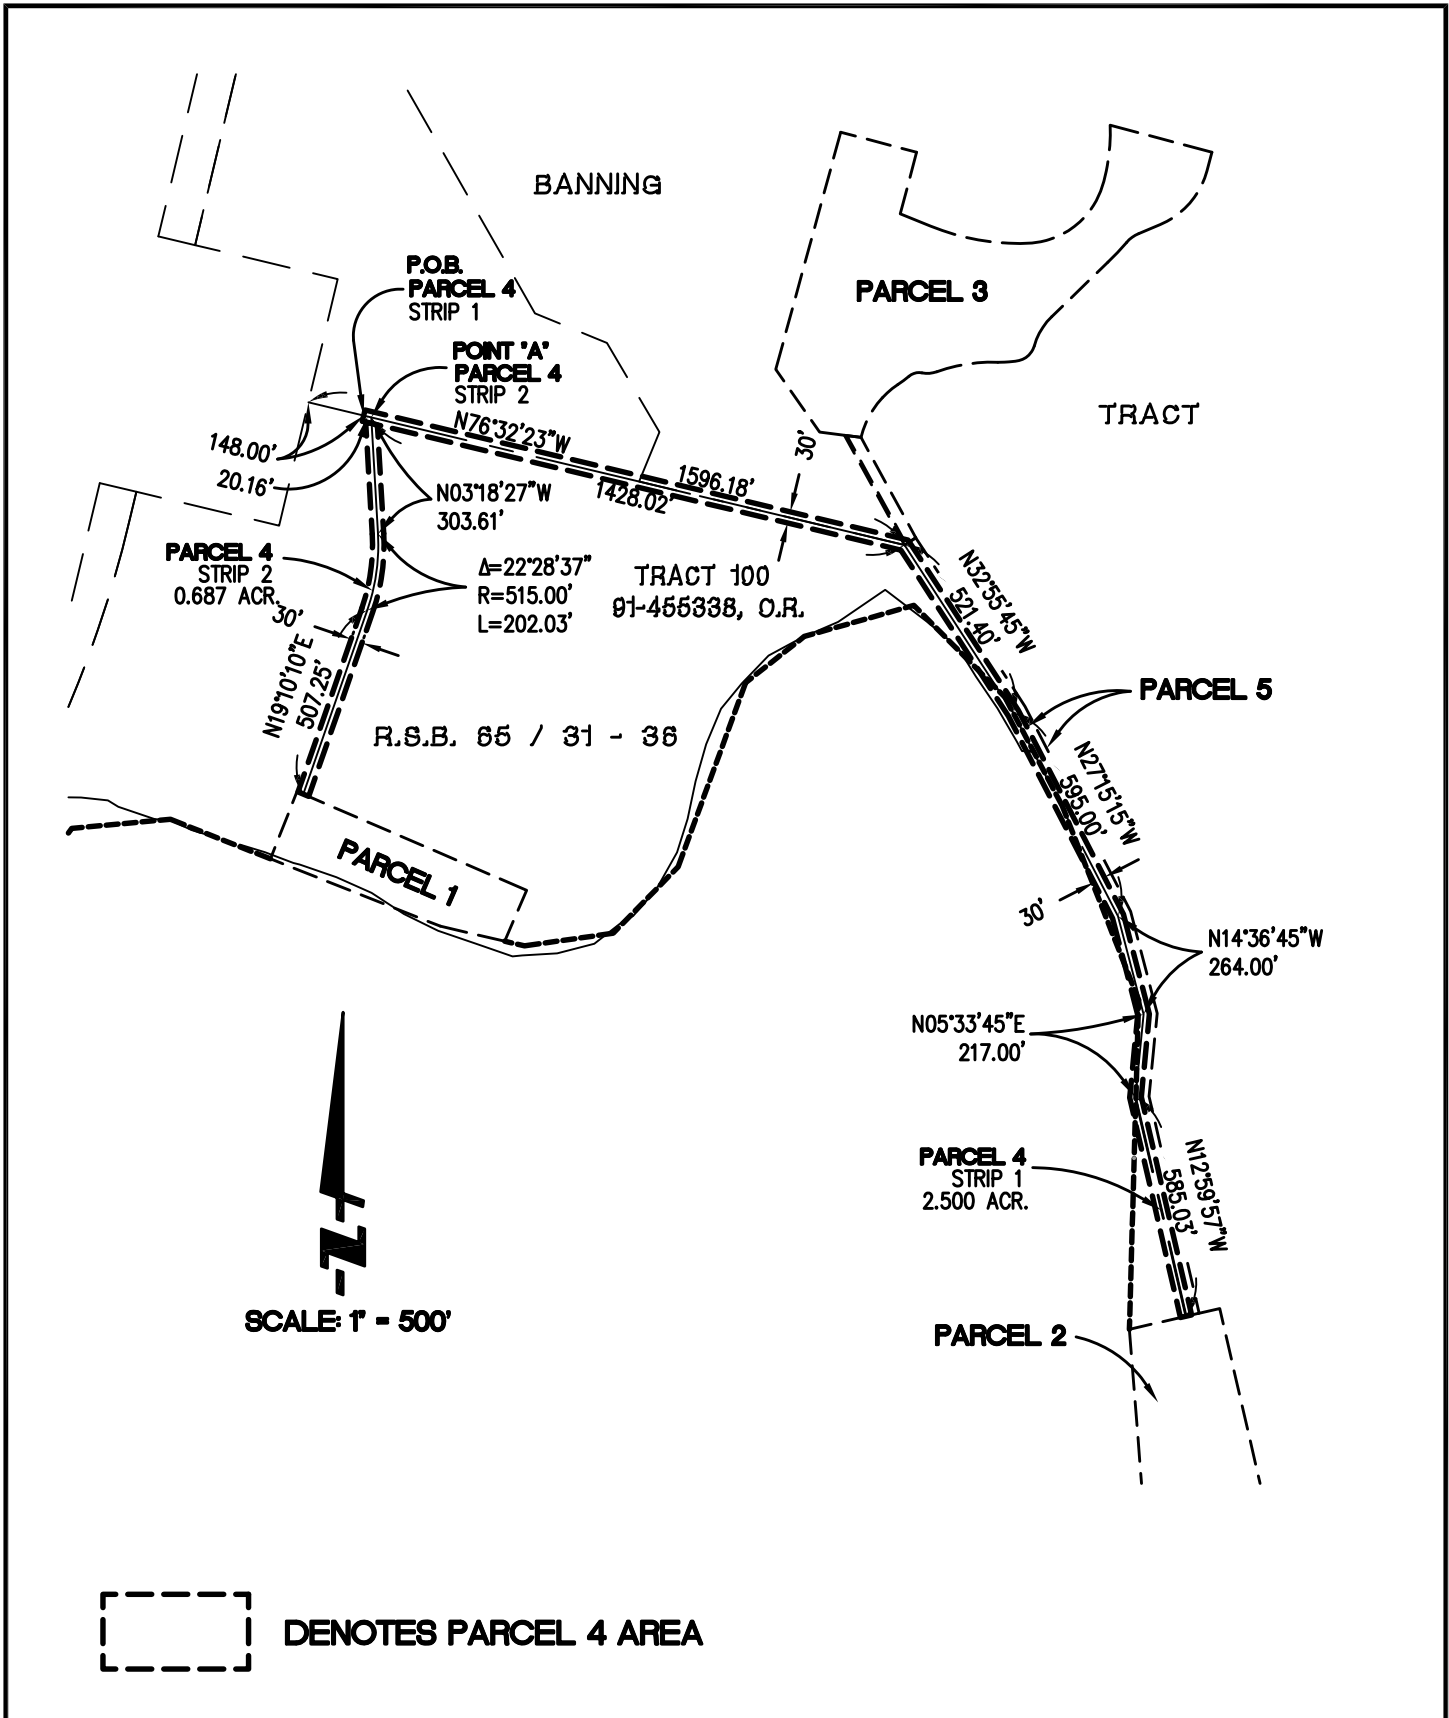 BANNING
P.O.B.
PARCEL 4
STRIP 1
PARCEL 3
POINT "A"
PARCEL 4
STRIP 2
TRACT
N76°32'23"W
30'
148.00'
20.16'
1596.18'
1428.02'
N03°18'27"W
303.61'
PARCEL 4
STRIP 2
0.687 ACR.
30'
Δ=22°28'37"
R=515.00'
L=202.03'
TRACT 100
91-455338, O.R.
N32°55'45"W
521.40'
N19°10'10"E
507.25'
PARCEL 5
R.S.B. 65 / 31 - 36
N27°15'15"W
595.00'
PARCEL 1
30'
N14°36'45"W
264.00'
N05°33'45"E
217.00'
PARCEL 4
STRIP 1
2.500 ACR.
N12°59'57"W
585.03'
N
SCALE: 1" = 500'
PARCEL 2
DENOTES PARCEL 4 AREA